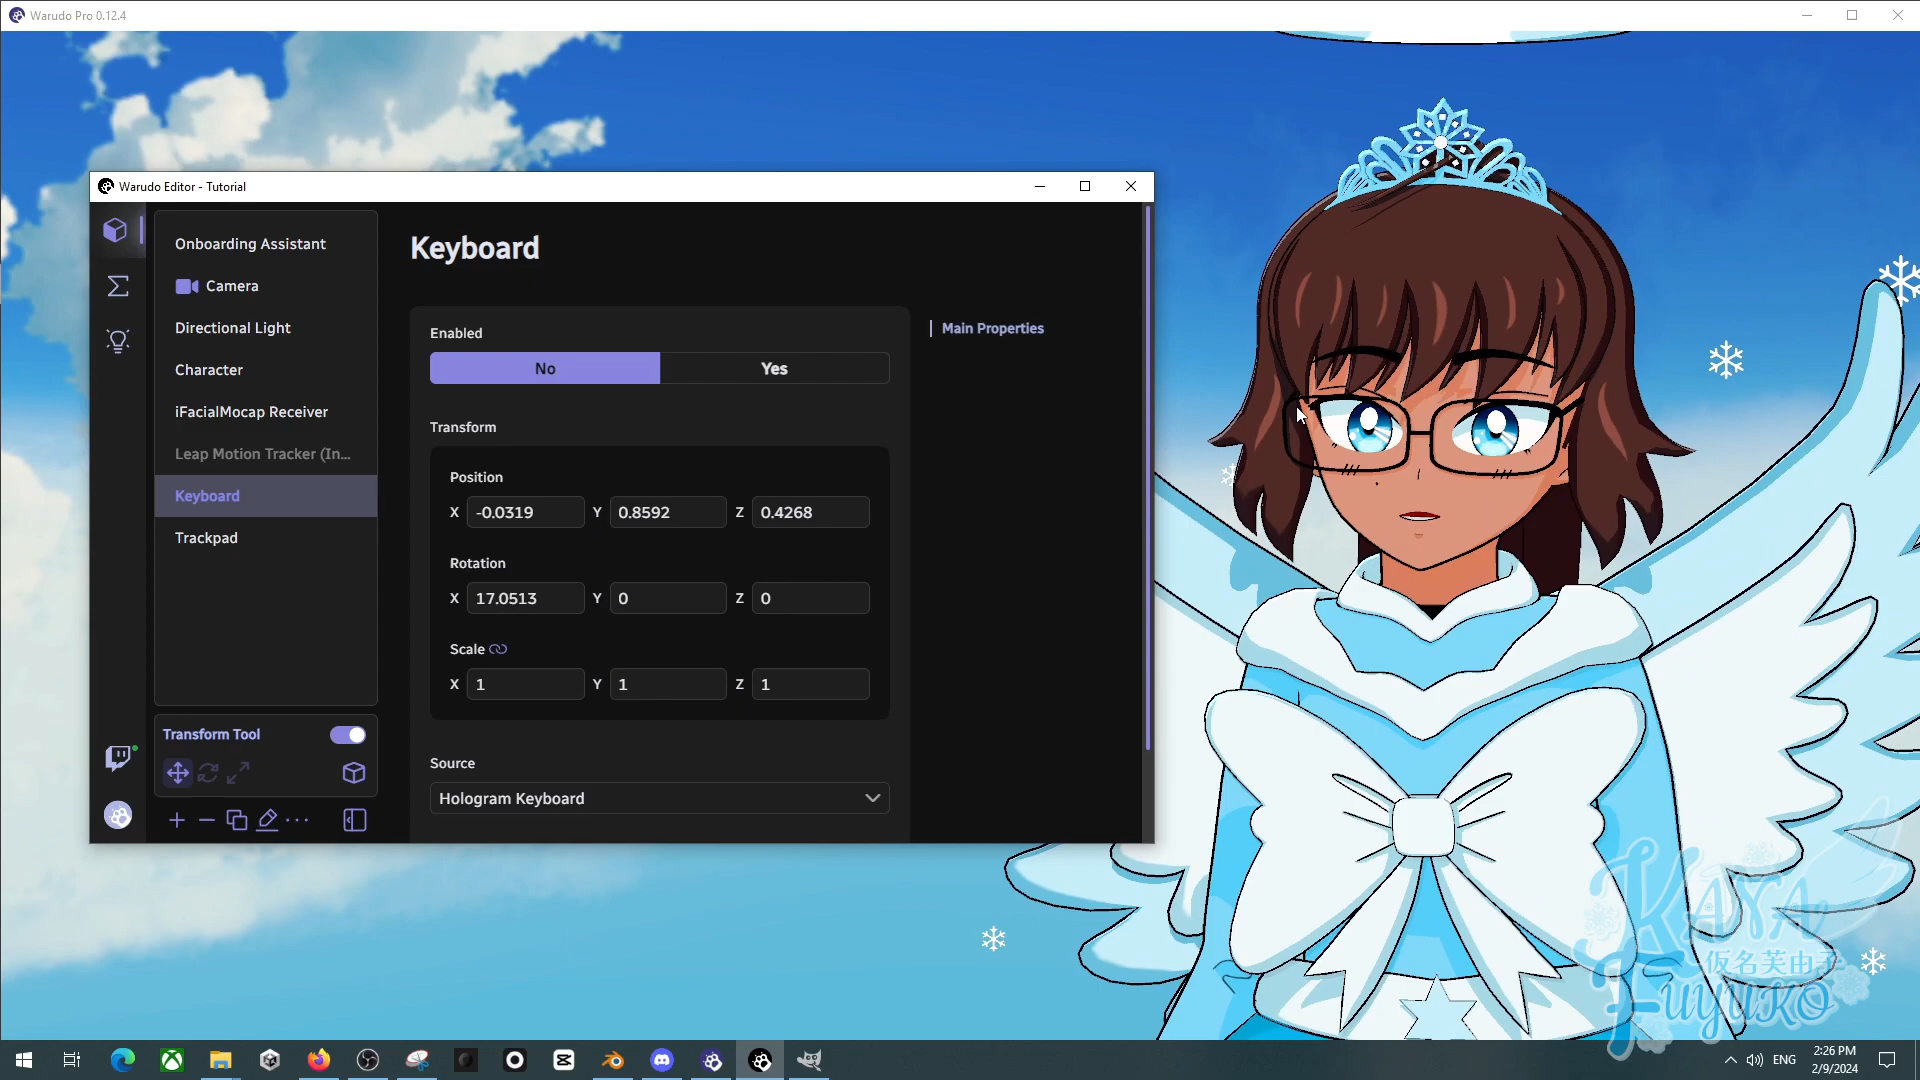 Warudo Pro 0.12.4
Warudo Editor - Tutorial
Onboarding Assistant
Camera
Directional Light
Character
iFacialMocap Receiver
Leap Motion Tracker (In...
Keyboard
Trackpad
Transform Tool
Keyboard
Enabled
No
Yes
Transform
Position
X -0.0319 Y 0.8592 Z 0.4268
Rotation
X 17.0513 Y 0 Z 0
Scale
X 1 Y 1 Z 1
Source
Hologram Keyboard
Main Properties
KANA
仮名芙由子
FUYUKO
ENG
2:26 PM
2/9/2024